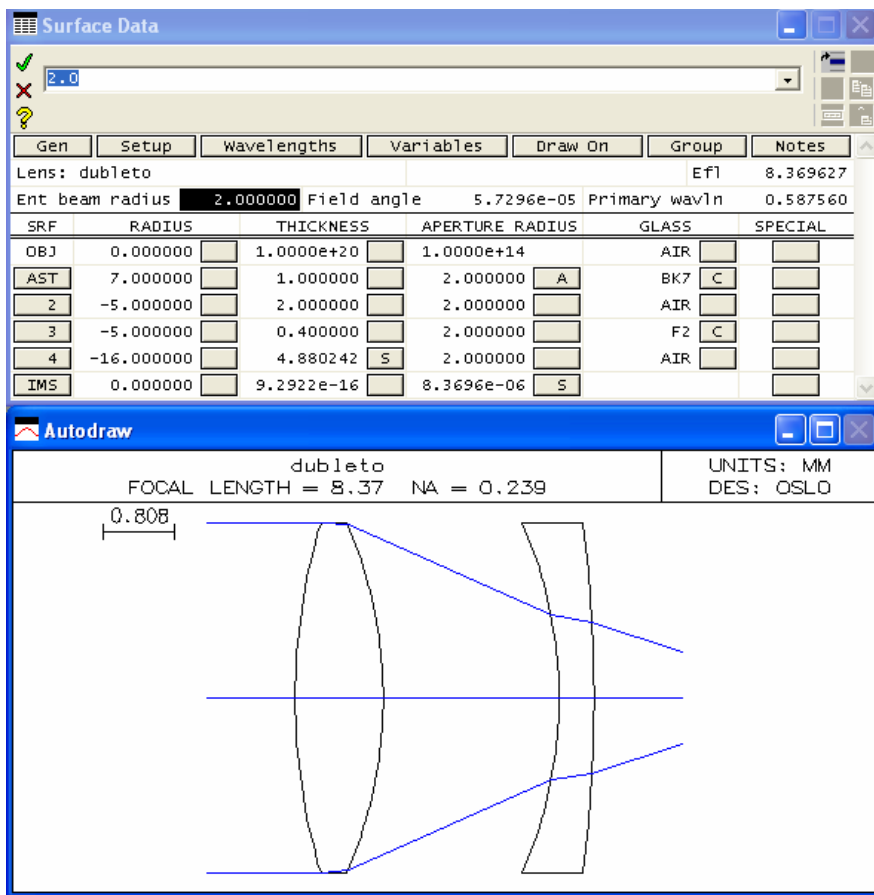 Surface Data
2.0
Gen Setup Wavelengths Variables Draw On Group Notes
Lens: dubleto Efl 8.369627
Ent beam radius 2.000000 Field angle 5.7296e-05 Primary wavln 0.587560
SRF RADIUS THICKNESS APERTURE RADIUS GLASS SPECIAL
OBJ 0.000000 1.0000e+20 1.0000e+14 AIR
AST 7.000000 1.000000 2.000000 A BK7 C
2 -5.000000 2.000000 2.000000 AIR
3 -5.000000 0.400000 2.000000 F2 C
4 -16.000000 4.880242 S 2.000000 AIR
IMS 0.000000 9.2922e-16 8.3696e-06 S
Autodraw
dubleto
FOCAL LENGTH = 8.37 NA = 0.239
UNITS: MM
DES: OSLO
0.808